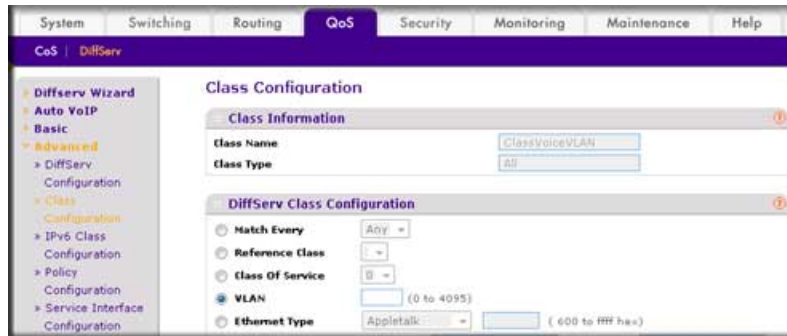 System Switching Routing QoS Security Monitoring Maintenance Help
CoS | DiffServ
Diffserv Wizard
Auto VoIP
Basic
Advanced
» DiffServ
Configuration
» Class
Configuration
» IPv6 Class
Configuration
» Policy
Configuration
» Service Interface
Configuration
Class Configuration
Class Information
Class Name ClassVoiceVLAN
Class Type All
DiffServ Class Configuration
Match Every Any
Reference Class
Class Of Service 0
VLAN (0 to 4095)
Ethernet Type Appletalk ( 600 to ffff hex)